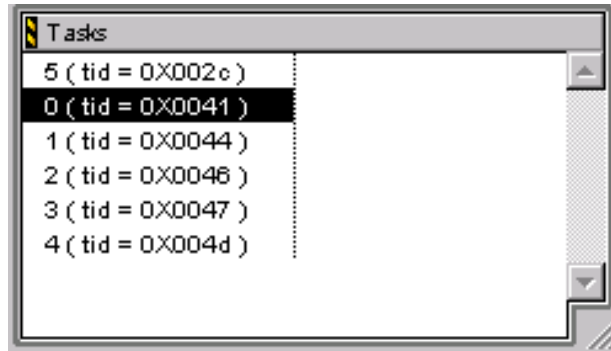 Tasks
5 ( tid = 0X002c )
0 ( tid = 0X0041 )
1 ( tid = 0X0044 )
2 ( tid = 0X0046 )
3 ( tid = 0X0047 )
4 ( tid = 0X004d )